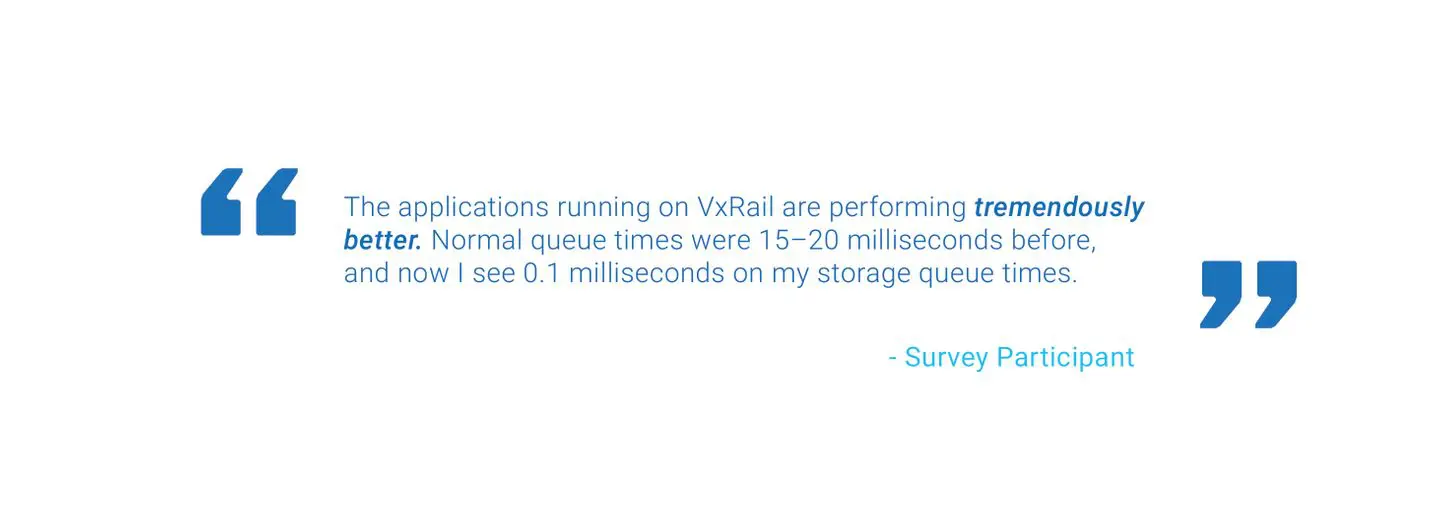 “
The applications running on VxRail are performing tremendously
better. Normal queue times were 15–20 milliseconds before,
and now I see 0.1 milliseconds on my storage queue times.
”
- Survey Participant